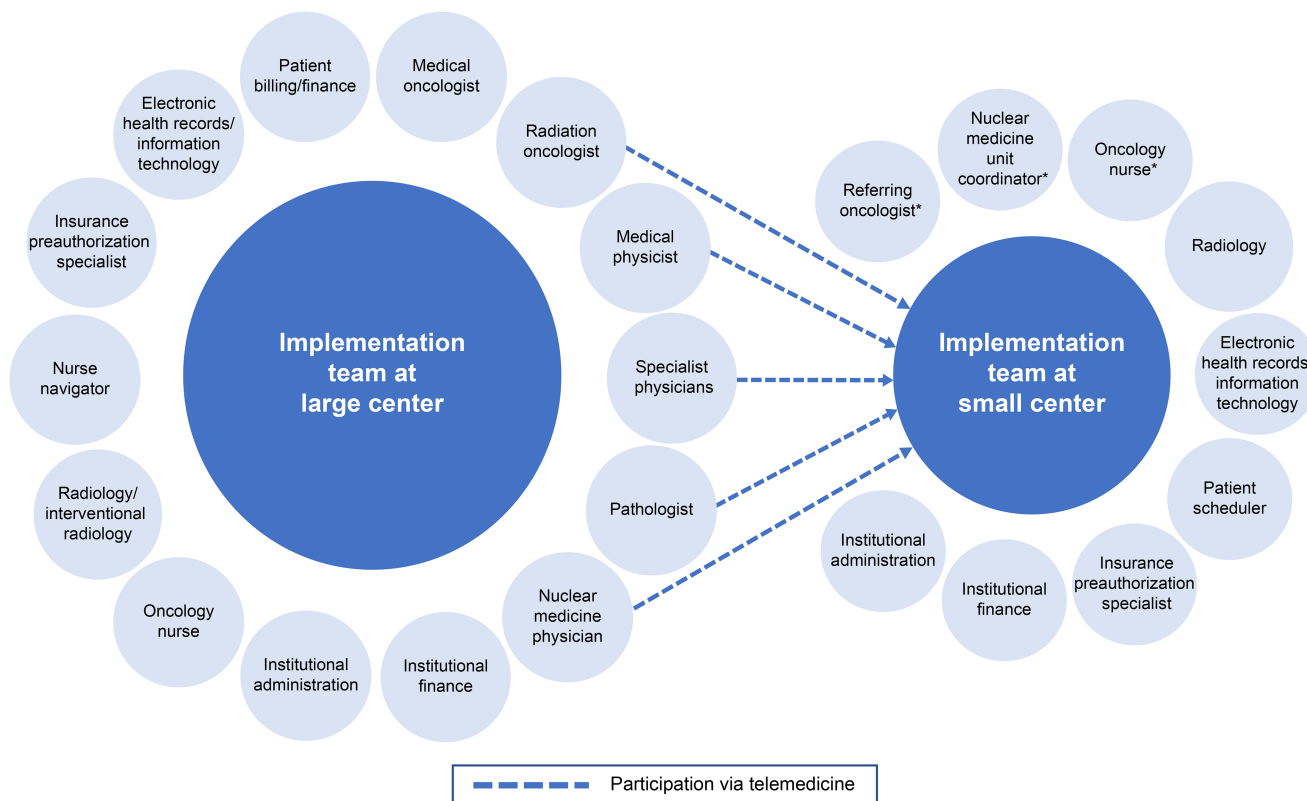 Patient
billing/finance
Medical
oncologist
Electronic
health records/
information
technology
Radiation
oncologist
Insurance
preauthorization
specialist
Medical
physicist
Implementation
team at
large center
Nurse
navigator
Specialist
physicians
Radiology/
interventional
radiology
Pathologist
Oncology
nurse
Nuclear
medicine
physician
Institutional
administration
Institutional
finance
Referring
oncologist*
Nuclear
medicine
unit
coordinator*
Oncology
nurse*
Radiology
Implementation
team at
small center
Electronic
health records
information
technology
Patient
scheduler
Insurance
preauthorization
specialist
Institutional
finance
Institutional
administration
Participation via telemedicine